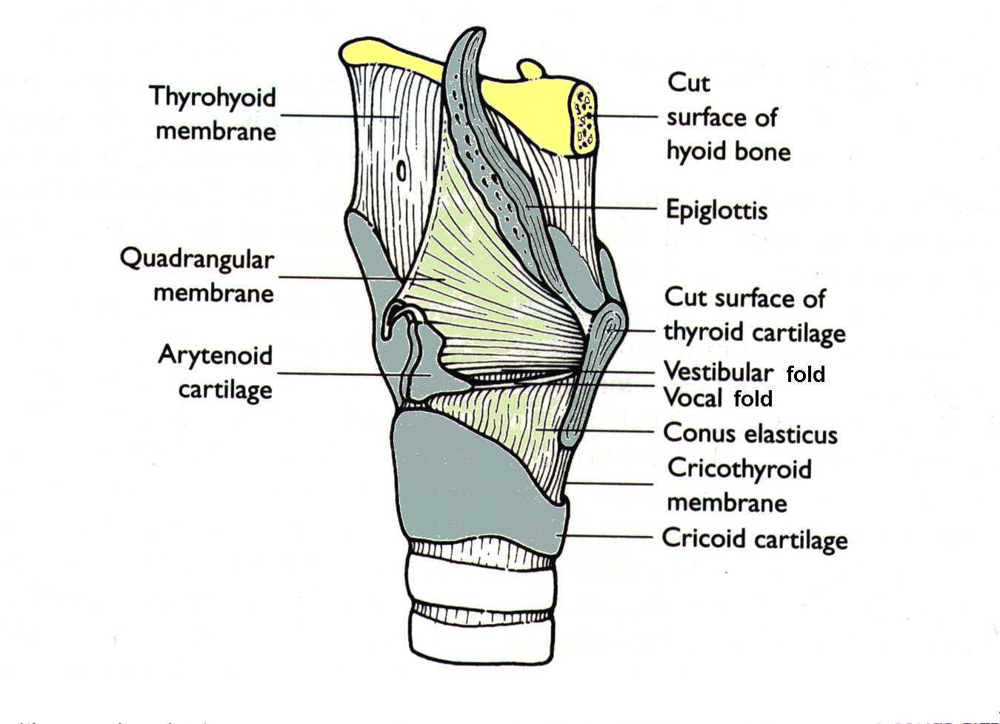 Thyrohyoid
membrane
Quadrangular
membrane
Arytenoid
cartilage
Cut
surface of
hyoid bone
Epiglottis
Cut surface of
thyroid cartilage
Vestibular fold
Vocal fold
Conus elasticus
Cricothyroid
membrane
Cricoid cartilage